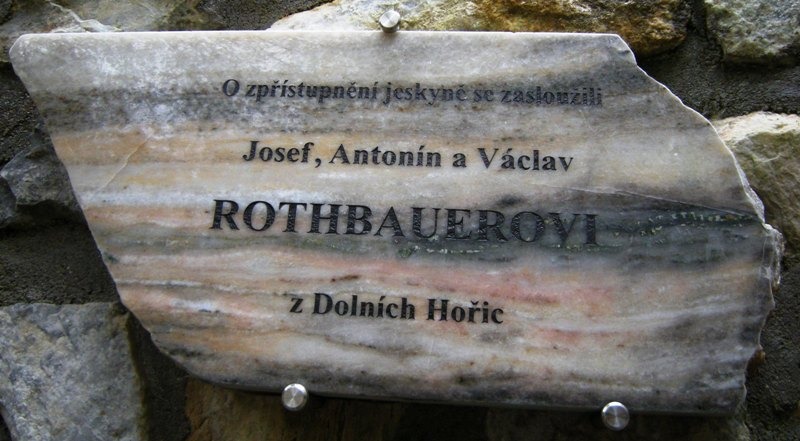 O zpřístupnění jeskyně se zasloužili
Josef, Antonín a Václav
ROTHBAUEROVI
z Dolních Hořic